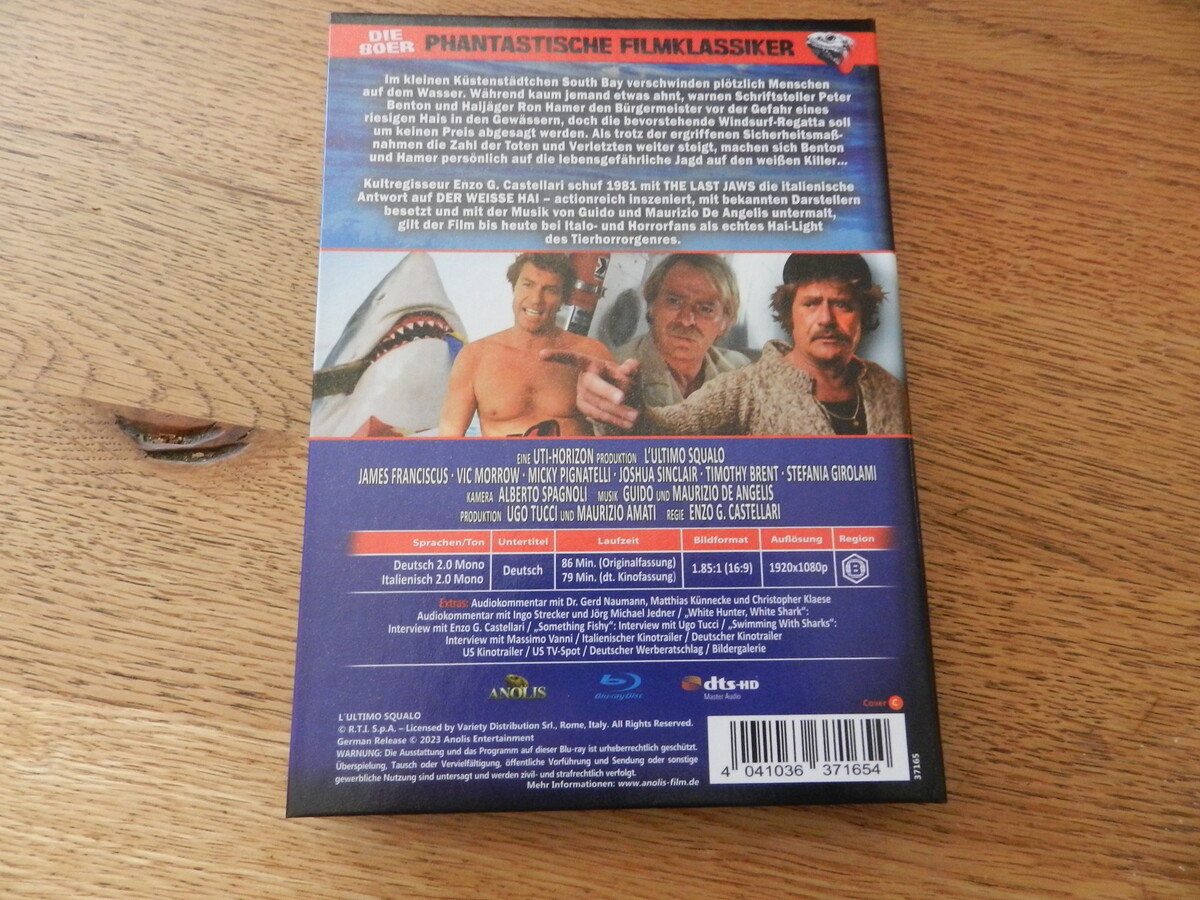 DIE
80ER
PHANTASTISCHE FILMKLASSIKER
Im kleinen Küstenstädtchen South Bay verschwinden plötzlich Menschen
auf dem Wasser. Während kaum jemand etwas ahnt, warnen Schriftsteller Peter
Benton und Haijäger Ron Hamer den Bürgermeister vor der Gefahr eines
riesigen Hais in den Gewässern, doch die bevorstehende Windsurf-Regatta soll
um keinen Preis abgesagt werden. Als trotz der ergriffenen Sicherheitsmaß-
nahmen die Zahl der Toten und Verletzten weiter steigt, machen sich Benton
und Hamer persönlich auf die lebensgefährliche Jagd auf den weißen Killer...
Kultregisseur Enzo G. Castellari schuf 1981 mit THE LAST JAWS die italienische
Antwort auf DER WEISSE HAI – actionreich inszeniert, mit bekannten Darstellern
besetzt und mit der Musik von Guido und Maurizio De Angelis untermalt,
gilt der Film bis heute bei Italo- und Horrorfans als echtes Hai-Light
des Tierhorrorgenres.
EINE UTI-HORIZON PRODUKTION L'ULTIMO SQUALO
JAMES FRANCISCUS · VIC MORROW · MICKY PIGNATELLI · JOSHUA SINCLAIR · TIMOTHY BRENT · STEFANIA GIROLAMI
KAMERA ALBERTO SPAGNOLI MUSIK GUIDO UND MAURIZIO DE ANGELIS
PRODUKTION UGO TUCCI UND MAURIZIO AMATI REGIE ENZO G. CASTELLARI
Sprachen/Ton Untertitel Laufzeit Bildformat Auflösung Region
Deutsch 2.0 Mono
Italienisch 2.0 Mono
Deutsch
86 Min. (Originalfassung)
79 Min. (dt. Kinofassung)
1.85:1 (16:9)
1920x1080p
B
Extras: Audiokommentar mit Dr. Gerd Naumann, Matthias Künnecke und Christopher Klaese
Audiokommentar mit Ingo Strecker und Jörg Michael Jedner / „White Hunter, White Shark“:
Interview mit Enzo G. Castellari / „Something Fishy“: Interview mit Ugo Tucci / „Swimming With Sharks“:
Interview mit Massimo Vanni / Italienischer Kinotrailer / Deutscher Kinotrailer
US Kinotrailer / US TV-Spot / Deutscher Werberatschlag / Bildergalerie
ANOLIS
Blu-ray Disc
dts-HD
Master Audio
Cover C
L'ULTIMO SQUALO
© R.T.I. S.p.A. – Licensed by Variety Distribution Srl., Rome, Italy. All Rights Reserved.
German Release © 2023 Anolis Entertainment
WARNUNG: Die Ausstattung und das Programm auf dieser Blu-ray ist urheberrechtlich geschützt.
Überspielung, Tausch oder Vervielfältigung, öffentliche Vorführung und Sendung oder sonstige
gewerbliche Nutzung sind untersagt und werden zivil- und strafrechtlich verfolgt.
Mehr Informationen: www.anolis-film.de
4 041036 371654
37165